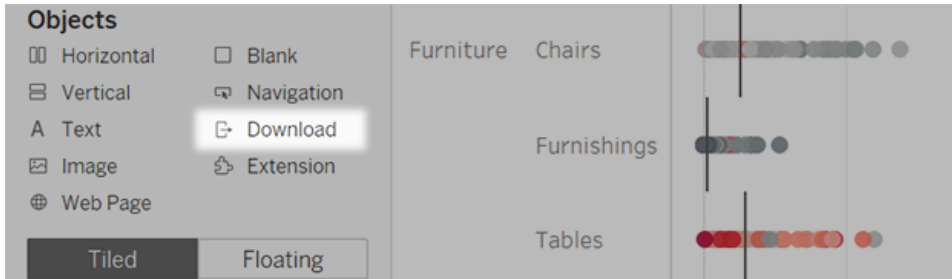 Objects
Horizontal
Blank
Vertical
Navigation
A Text
Download
Image
Extension
Web Page
Tiled
Floating
Furniture
Chairs
Furnishings
Tables